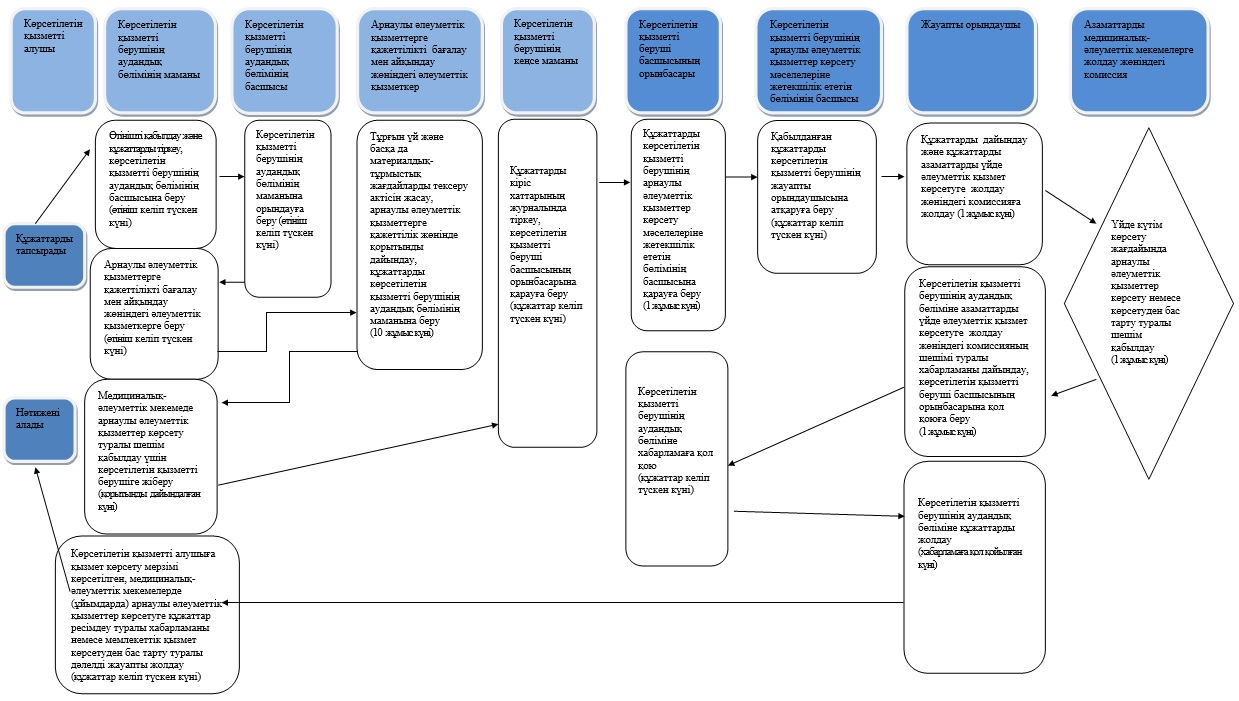 Көрсетілетін
қызметті
алушы
Көрсетілетін
қызметті
берушінің
аудандық
бөлімінің маманы
Көрсетілетін
қызметті
берушінің
аудандық
бөлімінің
басшысы
Арнаулы әлеуметтік
қызметтерге
қажеттілікті бағалау
мен айқындау
жөніндегі әлеуметтік
қызметкер
Көрсетілетін
қызметті
берушінің
кеңсе маманы
Көрсетілетін
қызметті
беруші
басшысының
орынбасары
Көрсетілетін
қызметті берушінің
арнаулы әлеуметтік
қызметтер көрсету
мәселелеріне
жетекшілік ететін
бөлімінің басшысы
Жауапты орындаушы
Азаматтарды
медициналық-
әлеуметтік мекемелерге
жолдау жөніндегі
комиссия
Құжаттарды
тапсырады
Өтінішті қабылдау және
құжаттарды тіркеу,
көрсетілетін
қызметті берушінің
аудандық бөлімінің
басшысына беру
(өтініш келіп түскен
күні)
Көрсетілетін
қызметті
берушінің
аудандық
бөлімінің
маманына
орындауға
беру (өтініш
келіп түскен
күні)
Арнаулы әлеуметтік
қызметтерге
қажеттілікті бағалау
мен айқындау
жөніндегі әлеуметтік
қызметкерге беру
(өтініш келіп түскен
күні)
Тұрғын үй және
басқа да
материалдық-
тұрмыстық
жағдайларды тексеру
актісін жасау,
арнаулы әлеуметтік
қызметтерге
қажеттілік жөнінде
қорытынды
дайындау,
құжаттарды
көрсетілетін
қызметті берушінің
аудандық бөлімінің
маманына беру
(10 жұмыс күні)
Медициналық-
әлеуметтік мекемеде
арнаулы әлеуметтік
қызметтер көрсету
туралы шешім
қабылдау үшін
көрсетілетін қызметті
берушіге жіберу
(қорытынды дайындалған
күні)
Құжаттарды
кіріс
хаттарының
журналында
тіркеу,
көрсетілетін
қызметті
беруші
басшысының
орынбасарына
қарауға беру
(құжаттар келіп
түскен күні)
Құжаттарды
көрсетілетін
қызметті
берушінің
арнаулы
әлеуметтік
қызметтер
көрсету
мәселелеріне
жетекшілік
ететін
бөлімінің
басшысына
қарауға беру
(1 жұмыс күні)
Қабылданған
құжаттарды
көрсетілетін
қызметті берушінің
жауапты
орындаушысына
атқаруға беру
(құжаттар келіп
түскен күні)
Құжаттарды дайындау
және құжаттарды
азаматтарды үйде
әлеуметтік қызмет
көрсетуге жолдау
жөніндегі комиссияға
жолдау (1 жұмыс күні)
Үйде күтім
көрсету
жағдайында
арнаулы
әлеуметтік
қызметтер
көрсету немесе
көрсетуден бас
тарту туралы
шешім
қабылдау
(1 жұмыс күні)
Көрсетілетін қызметті
берушінің аудандық
бөліміне азаматтарды
үйде әлеуметтік қызмет
көрсетуге жолдау
жөніндегі комиссияның
шешімі туралы
хабарламаны дайындау,
көрсетілетін қызметті
беруші басшысының
орынбасарына қол
қоюға беру
(1 жұмыс күні)
Көрсетілетін
қызметті
берушінің
аудандық
бөліміне
хабарламаға қол
қою
(құжаттар келіп
түскен күні)
Көрсетілетін қызметті
берушінің аудандық
бөліміне құжаттарды
жолдау
(хабарламаға қол қойылған
күні)
Көрсетілетін қызметті алушыға
қызмет көрсету мерзімі
көрсетілген, медициналық-
әлеуметтік мекемелерде
(ұйымдарда) арнаулы әлеуметтік
қызметтер көрсетуге құжаттар
ресімдеу туралы хабарламаны
немесе мемлекеттік қызмет
көрсетуден бас тарту туралы
дәлелді жауапты жолдау
(құжаттар келіп түскен күні)
Нәтижені
алады